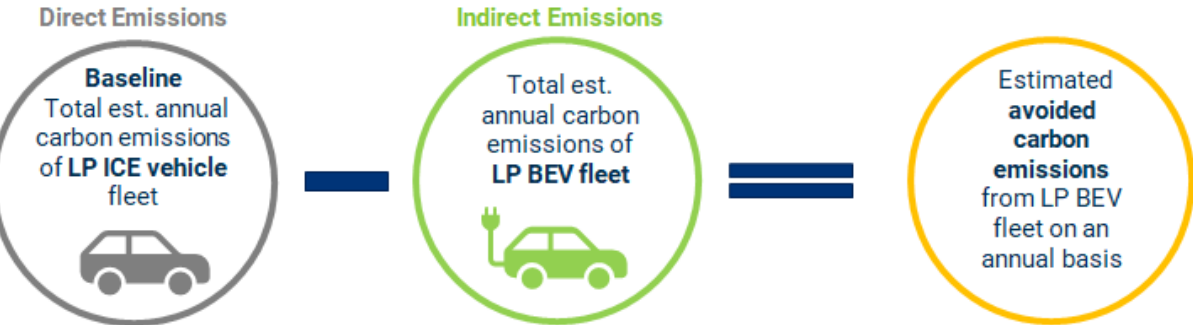 Direct Emissions
Baseline
Total est. annual
carbon emissions
of LP ICE vehicle
fleet
Indirect Emissions
Total est.
annual carbon
emissions of
LP BEV fleet
Estimated
avoided
carbon
emissions
from LP BEV
fleet on an
annual basis